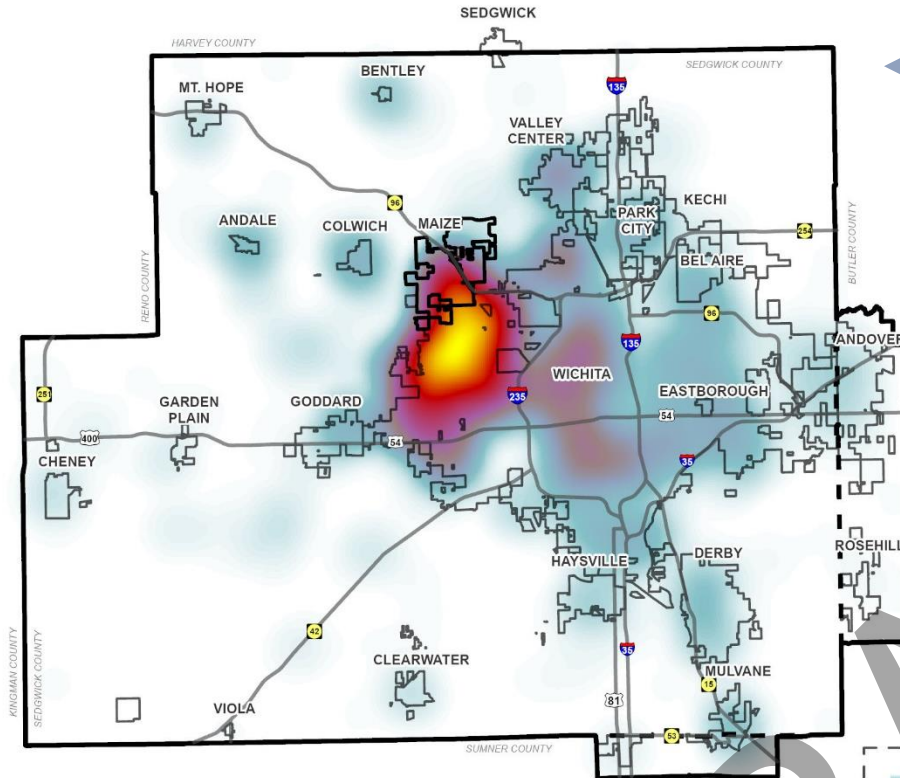 SEDGWICK
HARVEY COUNTY
SEDGWICK COUNTY
BENTLEY
MT. HOPE
135
VALLEY
CENTER
96
KECHI
PARK
CITY
ANDALE
COLWICH
MAIZE
254
BEL AIRE
BUTLER COUNTY
RENO COUNTY
96
135
ANDOVER
WICHITA
EASTBOROUGH
251
235
GARDEN
PLAIN
GODDARD
54
400
54
CHENEY
35
HAYSVILLE
DERBY
ROSEHILL
42
35
CLEARWATER
KINGMAN COUNTY
SEDGWICK COUNTY
MULVANE
15
81
VIOLA
53
SUMNER COUNTY